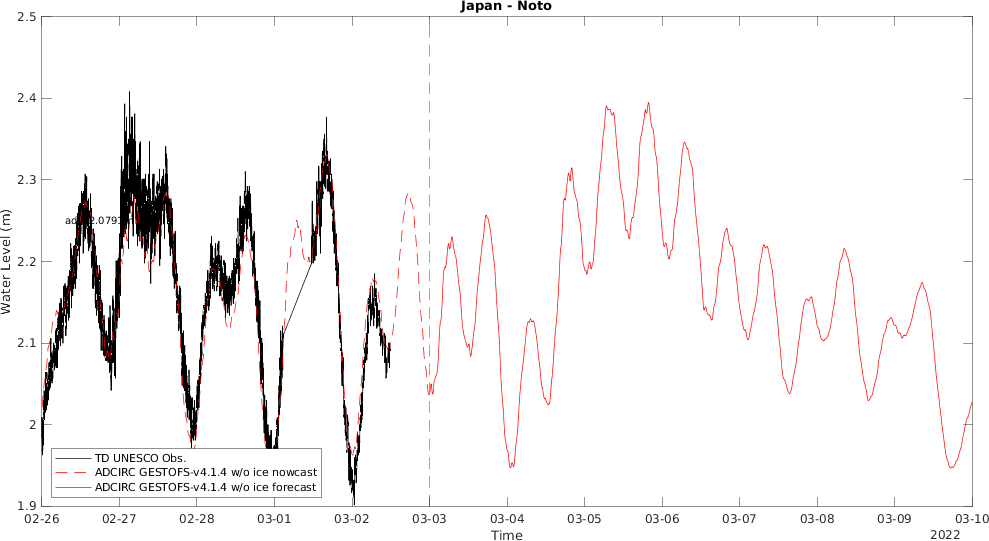 Japan - Noto
Water Level (m)
2.5
2.4
2.3
2.2
2.1
2
1.9
TD UNESCO Obs.
ADCIRC GESTOFS-v4.1.4 w/o ice nowcast
ADCIRC GESTOFS-v4.1.4 w/o ice forecast
02-26 02-27 02-28 03-01 03-02 03-03 03-04 03-05 03-06 03-07 03-08 03-09 03-10
Time
2022